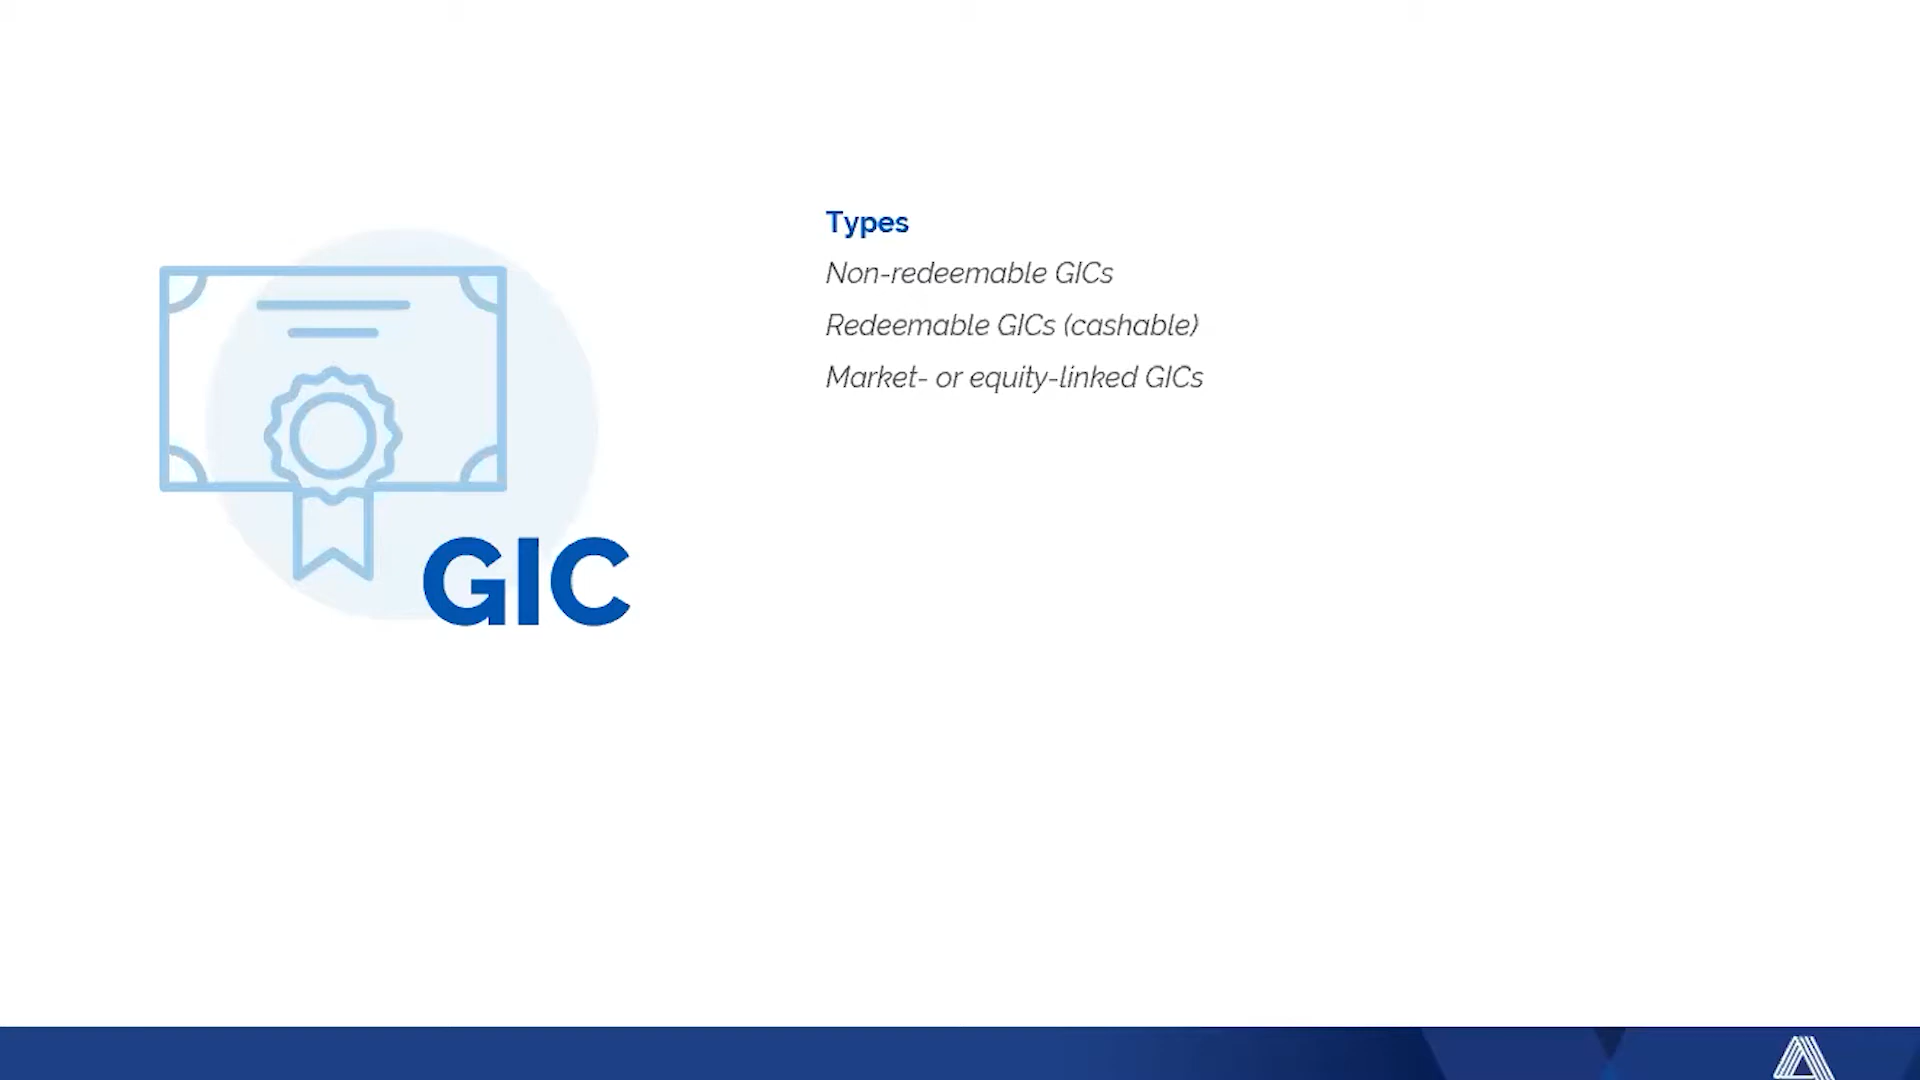 Types
Non-redeemable GICs
Redeemable GICs (cashable)
Market- or equity-linked GICs
GIC